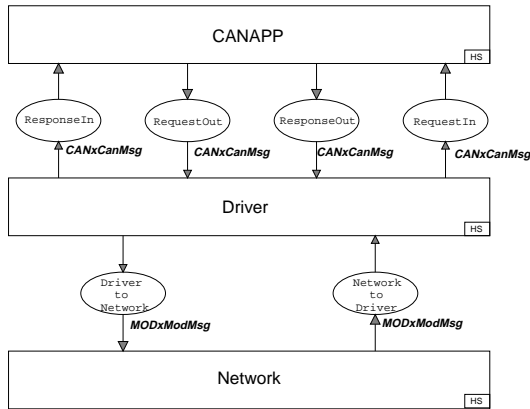 CANAPP
HS
ResponseIn
RequestOut
ResponseOut
RequestIn
CANxCanMsg
CANxCanMsg
CANxCanMsg
CANxCanMsg
Driver
HS
Driver
to
Network
Network
to
Driver
MODxModMsg
MODxModMsg
Network
HS